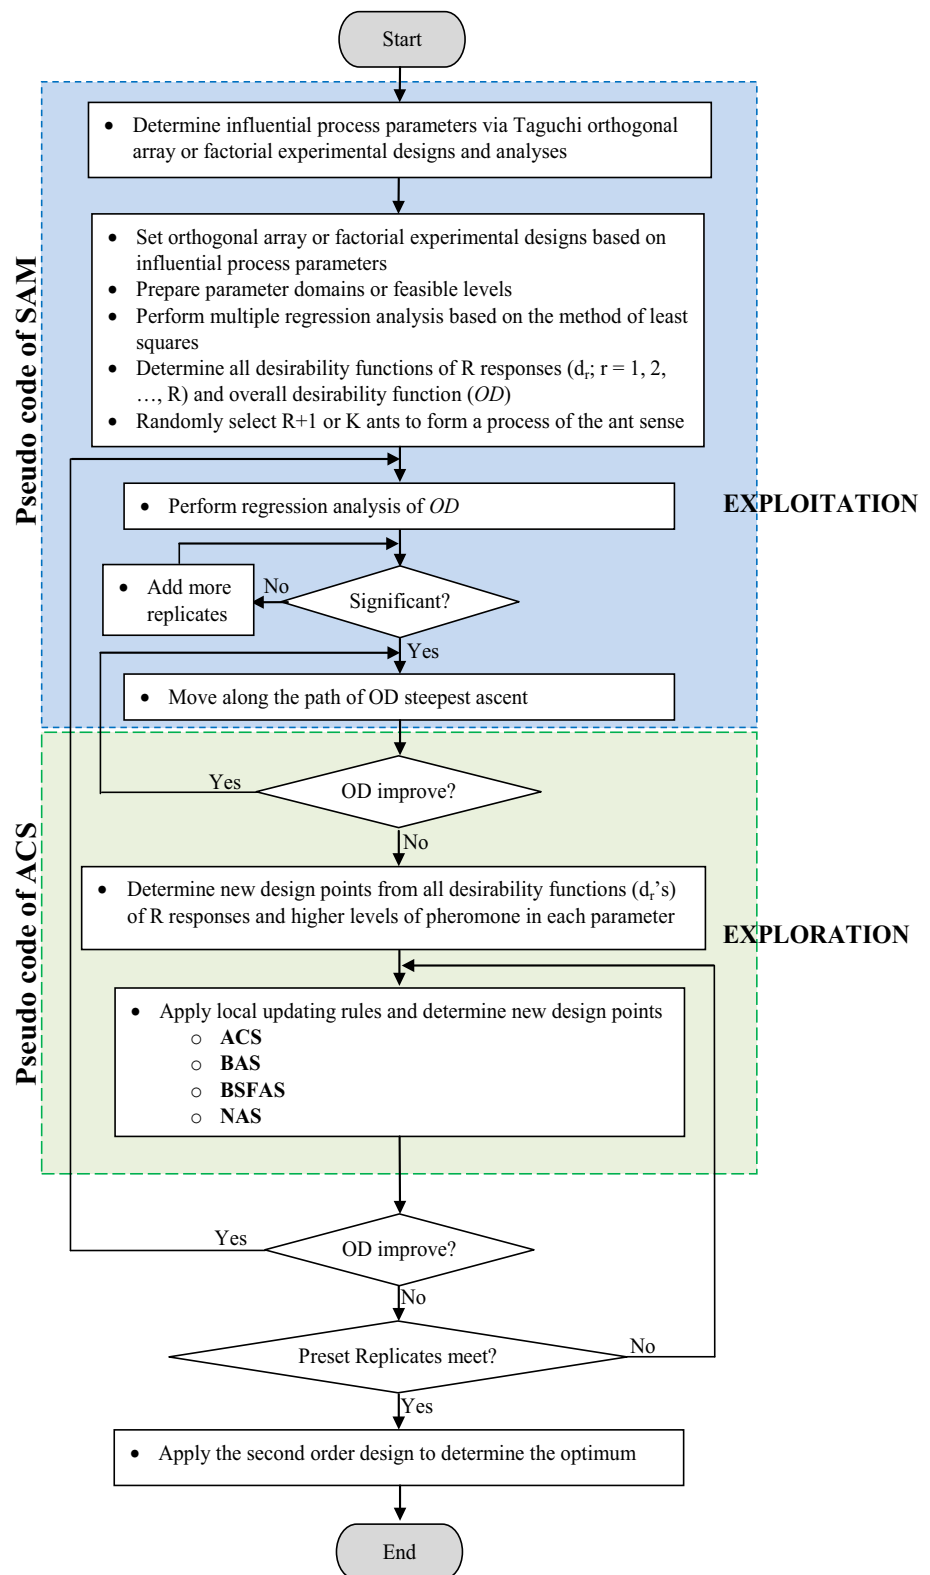 Start
Pseudo code of SAM
• Determine influential process parameters via Taguchi orthogonal
array or factorial experimental designs and analyses
• Set orthogonal array or factorial experimental designs based on
influential process parameters
• Prepare parameter domains or feasible levels
• Perform multiple regression analysis based on the method of least
squares
• Determine all desirability functions of R responses (dr; r = 1, 2,
…, R) and overall desirability function (OD)
• Randomly select R+1 or K ants to form a process of the ant sense
EXPLOITATION
• Perform regression analysis of OD
• Add more
replicates
No
Significant?
Yes
• Move along the path of OD steepest ascent
Pseudo code of ACS
Yes
OD improve?
No
• Determine new design points from all desirability functions (dr's)
of R responses and higher levels of pheromone in each parameter
EXPLORATION
• Apply local updating rules and determine new design points
o ACS
o BAS
o BSFAS
o NAS
Yes
OD improve?
No
Preset Replicates meet?
No
Yes
• Apply the second order design to determine the optimum
End